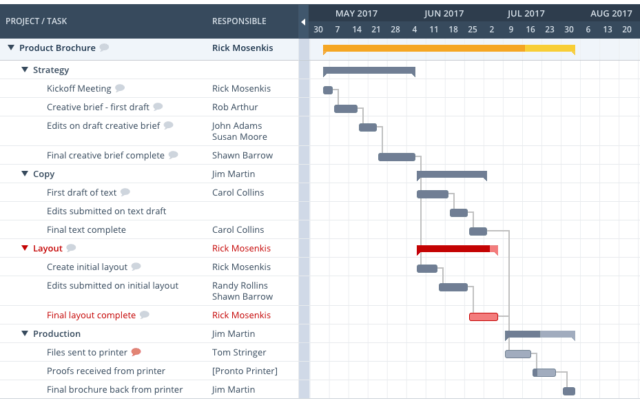 PROJECT / TASK RESPONSIBLE MAY 2017 JUN 2017 JUL 2017 AUG 2017
30 7 14 21 28 4 11 18 25 2 9 16 23 30 6 13 20
Product Brochure Rick Mosenkis
Strategy
Kickoff Meeting Rick Mosenkis
Creative brief - first draft Rob Arthur
Edits on draft creative brief John Adams
Susan Moore
Final creative brief complete Shawn Barrow
Copy Jim Martin
First draft of text Carol Collins
Edits submitted on text draft
Final text complete Carol Collins
Layout Rick Mosenkis
Create initial layout Rick Mosenkis
Edits submitted on initial layout Randy Rollins
Shawn Barrow
Final layout complete Rick Mosenkis
Production Jim Martin
Files sent to printer Tom Stringer
Proofs received from printer [Pronto Printer]
Final brochure back from printer Jim Martin